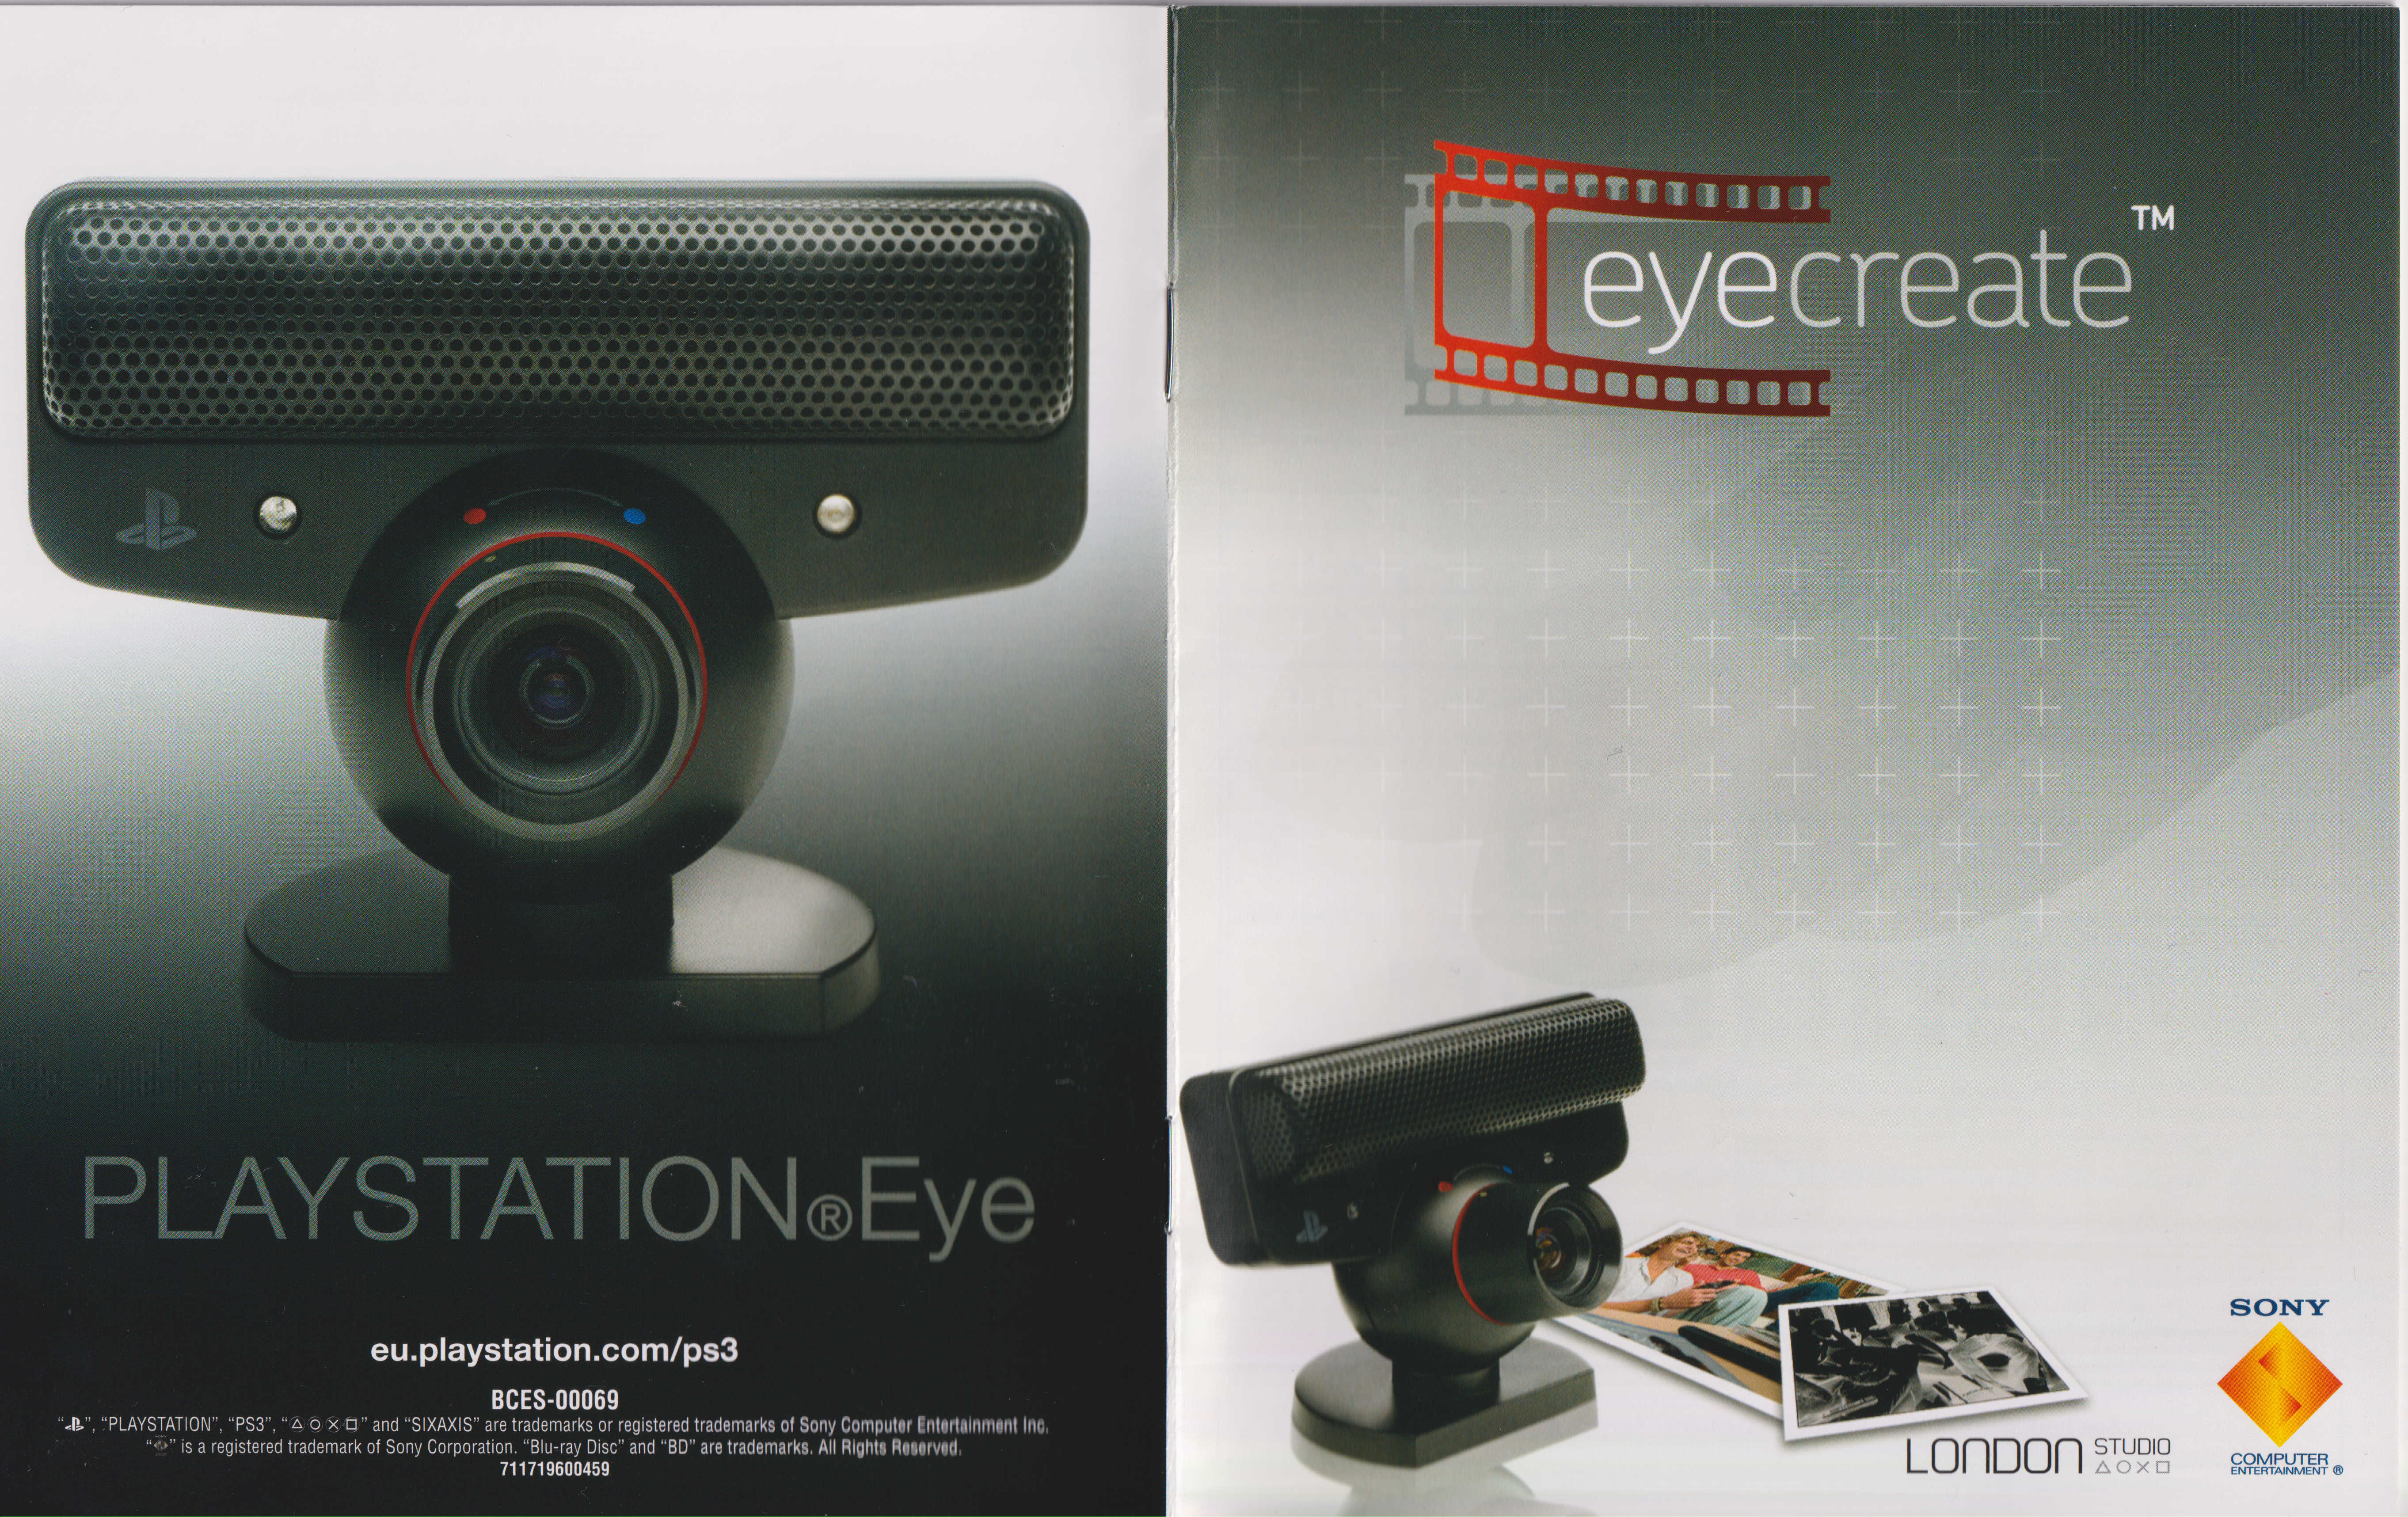 PLAYSTATION®Eye
eu.playstation.com/ps3
BCES-00069
“ ”, “PLAYSTATION”, “PS3”, “△○✕□” and “SIXAXIS” are trademarks or registered trademarks of Sony Computer Entertainment Inc.
“ ” is a registered trademark of Sony Corporation. “Blu-ray Disc” and “BD” are trademarks. All Rights Reserved.
711719600459
eyecreate™
LONDON STUDIO
△○✕□
SONY
COMPUTER
ENTERTAINMENT ®